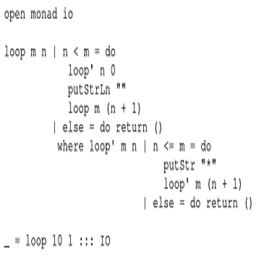 open monad io

loop m n | n < m = do
            loop' n 0
            putStrLn ""
            loop m (n + 1)
         | else = do return ()
          where loop' m n | n <= m = do
                              putStr "*"
                              loop' m (n + 1)
                          | else = do return ()

_ = loop 10 1 ::: IO